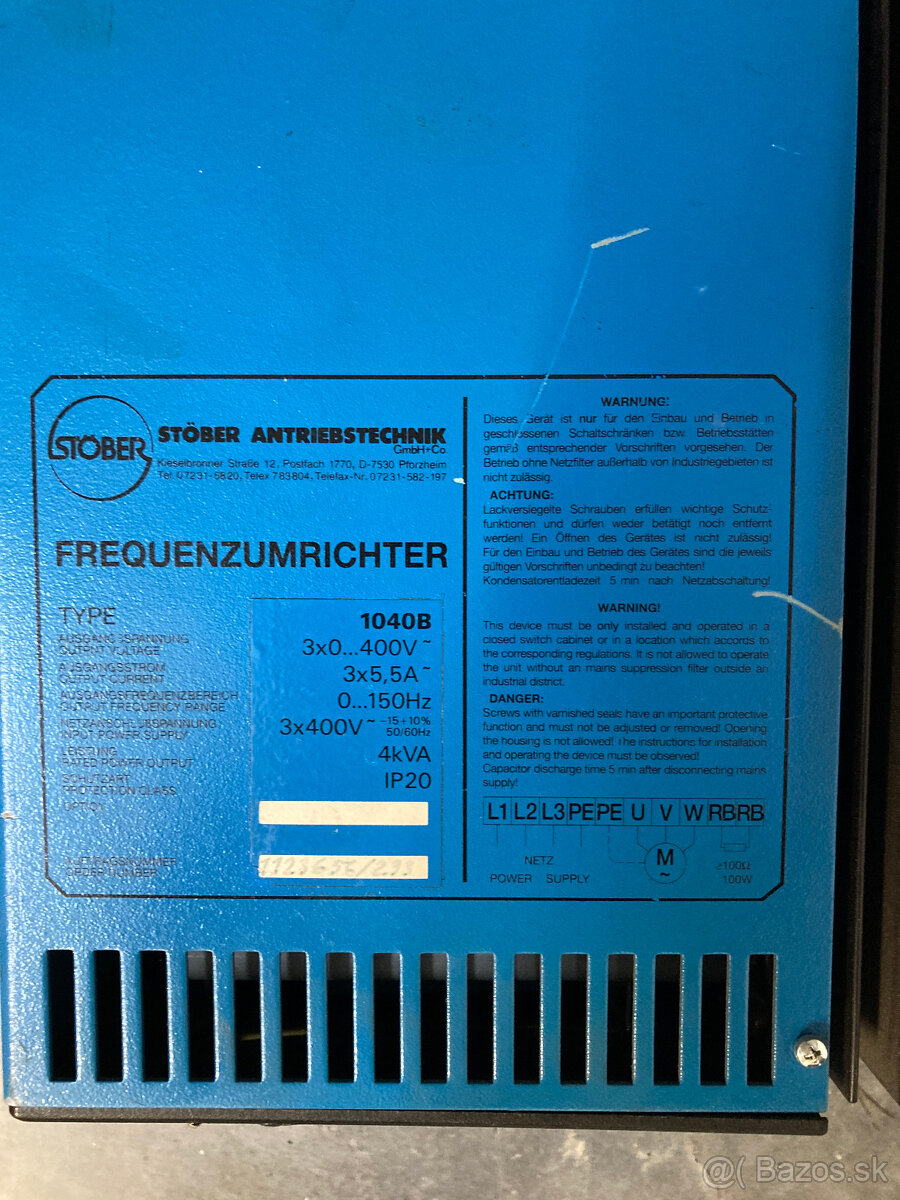 STÖBER
STÖBER ANTRIEBSTECHNIK
GmbH+Co
Kieselbronner Straße 12, Postfach 1770, D-7530 Pforzheim
Tel. 07231-5820, Telex 783804, Telefax-Nr. 07231-582-197
FREQUENZUMRICHTER
TYPE 1040B
AUSGANGSSPANNUNG
OUTPUT VOLTAGE 3x0...400V~
AUSGANGSSTROM
OUTPUT CURRENT 3x5,5A~
AUSGANGSFREQUENZBEREICH
OUTPUT FREQUENCY RANGE 0...150Hz
NETZANSCHLUSSPANNUNG
INPUT POWER SUPPLY 3x400V~ -15+10% 50/60Hz
LEISTUNG
RATED POWER OUTPUT 4kVA
SCHUTZART
PROTECTION CLASS IP20
OPTION
AUFTRAGSNUMMER
ORDER NUMBER
WARNUNG:
Dieses Gerät ist nur für den Einbau und Betrieb in
geschlossenen Schaltschränken bzw. Betriebsstätten
gemäß entsprechender Vorschriften vorgesehen. Der
Betrieb ohne Netzfilter außerhalb von Industriegebieten ist
nicht zulässig.
ACHTUNG:
Lackversiegelte Schrauben erfüllen wichtige Schutz-
funktionen und dürfen weder betätigt noch entfernt
werden! Ein Öffnen des Gerätes ist nicht zulässig!
Für den Einbau und Betrieb des Gerätes sind die jeweils
gültigen Vorschriften unbedingt zu beachten!
Kondensatorentladezeit 5 min nach Netzabschaltung!
WARNING!
This device must be only installed and operated in a
closed switch cabinet or in a location which accords to
the corresponding regulations. It is not allowed to operate
the unit without an mains suppression filter outside an
industrial district.
DANGER:
Screws with varnished seals have an important protective
function and must not be adjusted or removed! Opening
the housing is not allowed! The instructions for installation
and operating the device must be observed!
Capacitor discharge time 5 min after disconnecting mains
supply!
L1 L2 L3 PE PE U V W RB RB
NETZ
POWER SUPPLY
M
~
≥100Ω
100W
@( Bazos.sk